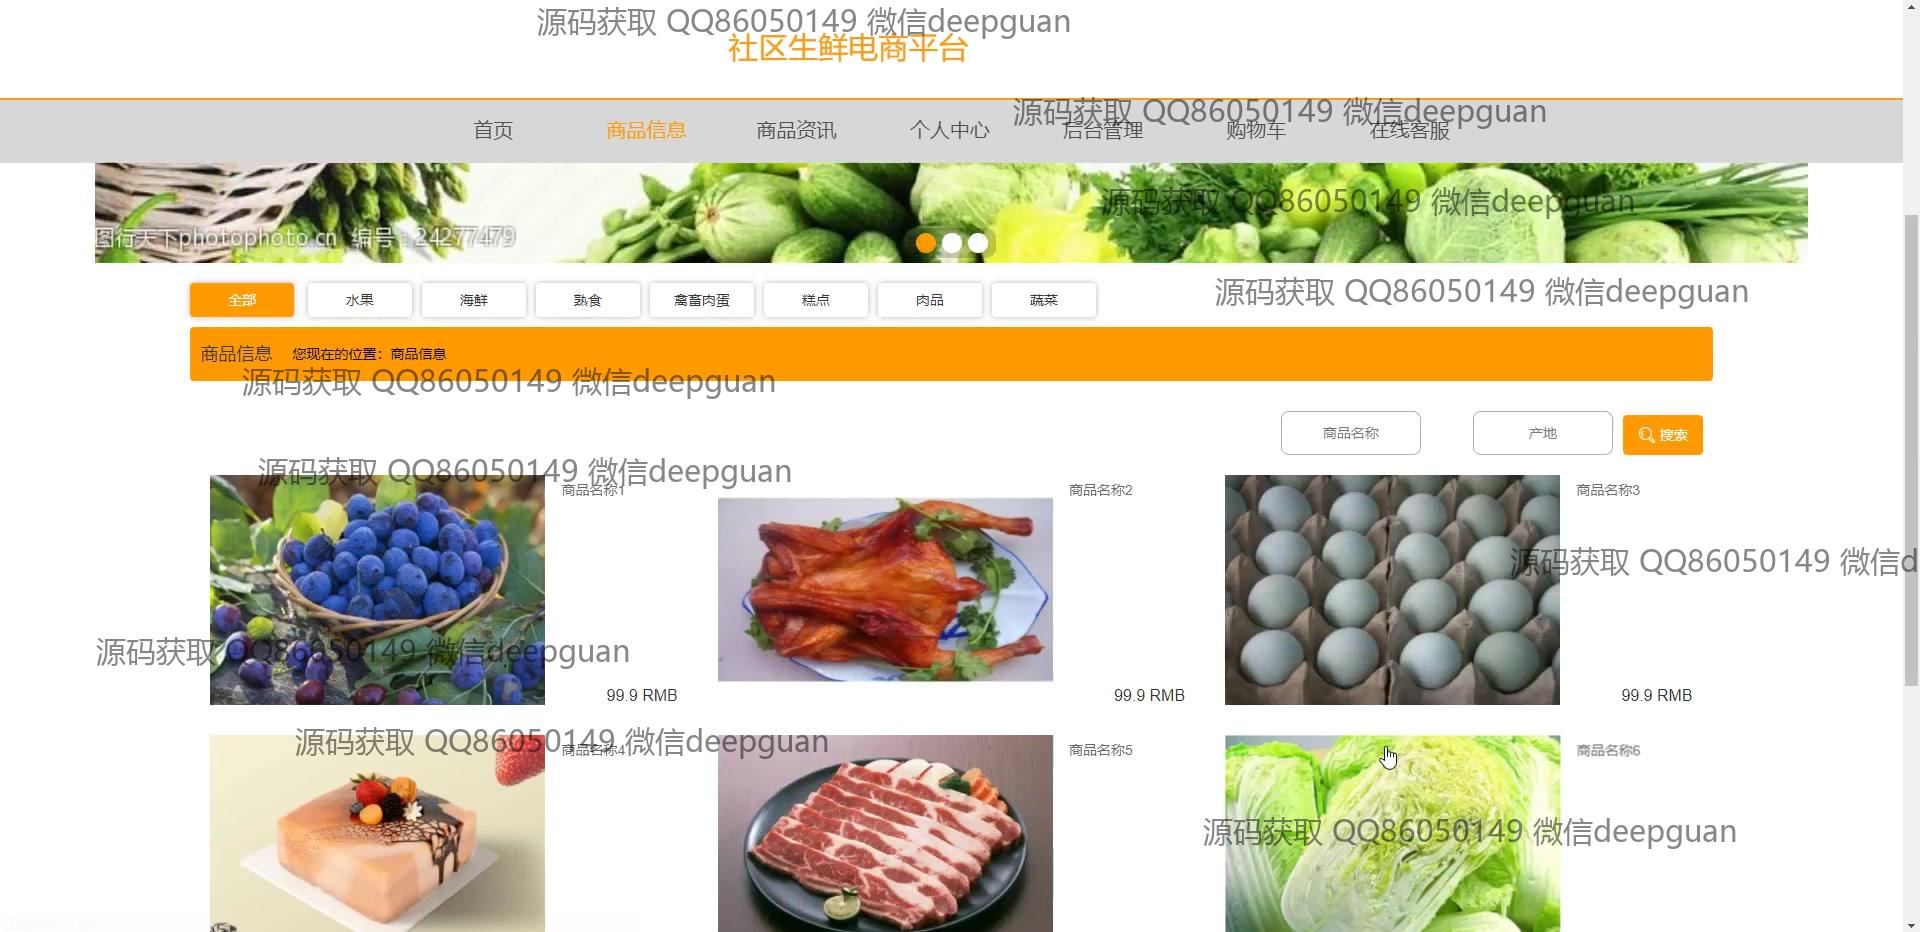 源码获取 QQ86050149 微信deepguan
社区生鲜电商平台
源码获取 QQ86050149 微信deepguan
首页 商品信息 商品资讯 个人中心 后台管理 购物车 在线客服
源码获取 QQ86050149 微信deepguan
图行天下photophoto.cn 编号:24277479
源码获取 QQ86050149 微信deepguan
全部 水果 海鲜 熟食 禽畜肉蛋 糕点 肉品 蔬菜
商品信息 您现在的位置：商品信息
源码获取 QQ86050149 微信deepguan
商品名称 产地 搜索
源码获取 QQ86050149 微信deepguan
商品名称1 商品名称2 商品名称3
源码获取 QQ86050149 微信d
源码获取 QQ86050149 微信deepguan
99.9 RMB 99.9 RMB 99.9 RMB
源码获取 QQ86050149 微信deepguan
商品名称4 商品名称5 商品名称6
源码获取 QQ86050149 微信deepguan